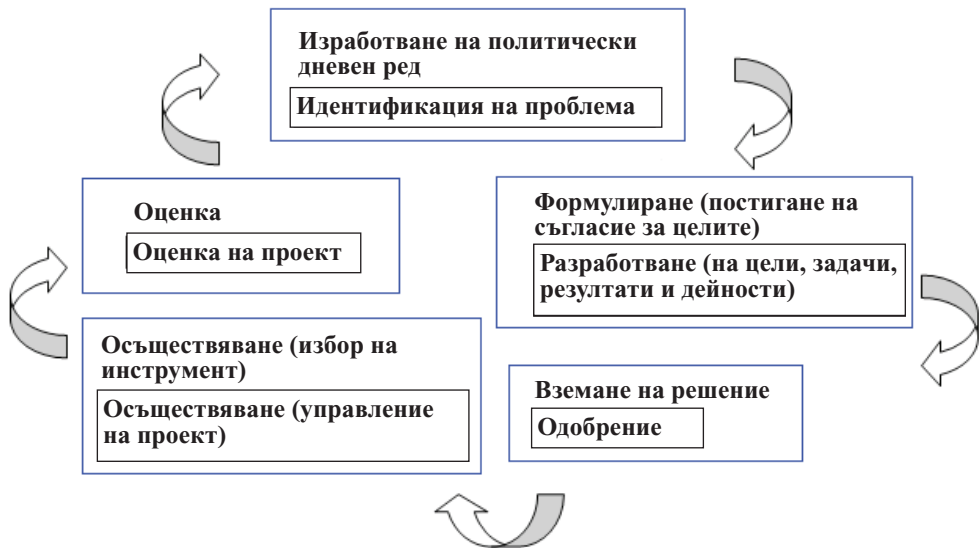 Изработване на политически
дневен ред
Идентификация на проблема
Формулиране (постигане на
съгласие за целите)
Разработване (на цели, задачи,
резултати и дейности)
Вземане на решение
Одобрение
Осъществяване (избор на
инструмент)
Осъществяване (управление
на проект)
Оценка
Оценка на проект